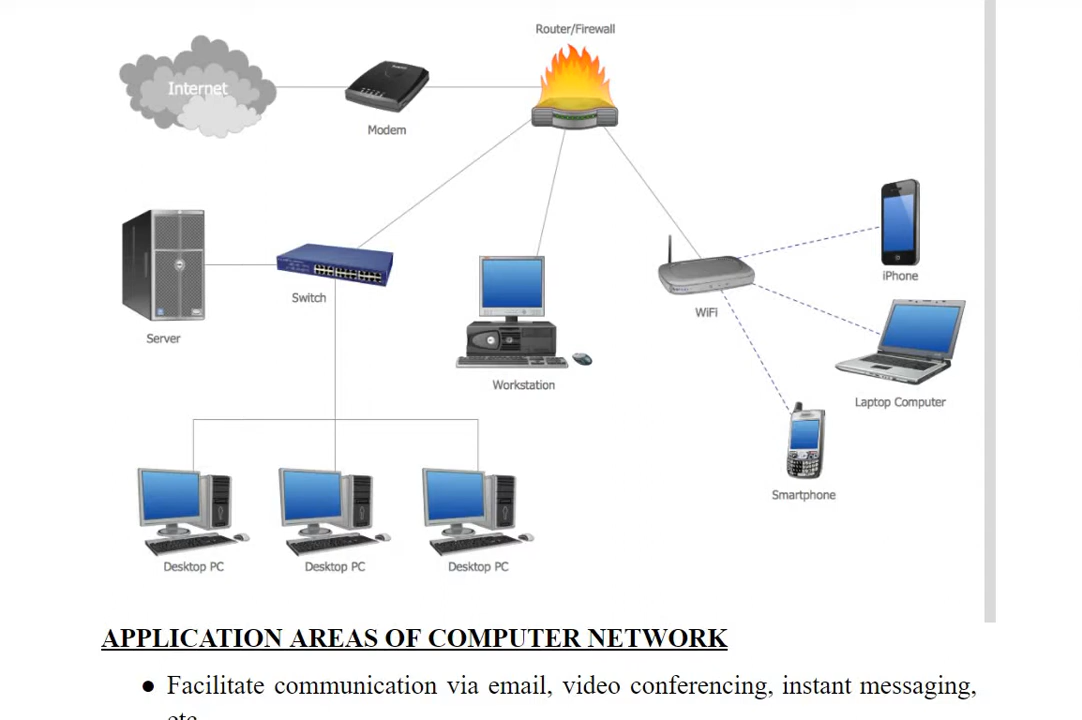 Router/Firewall
Internet
Modem
iPhone
Switch
WiFi
Server
Workstation
Laptop Computer
Smartphone
Desktop PC
Desktop PC
Desktop PC
APPLICATION AREAS OF COMPUTER NETWORK
● Facilitate communication via email, video conferencing, instant messaging,
etc